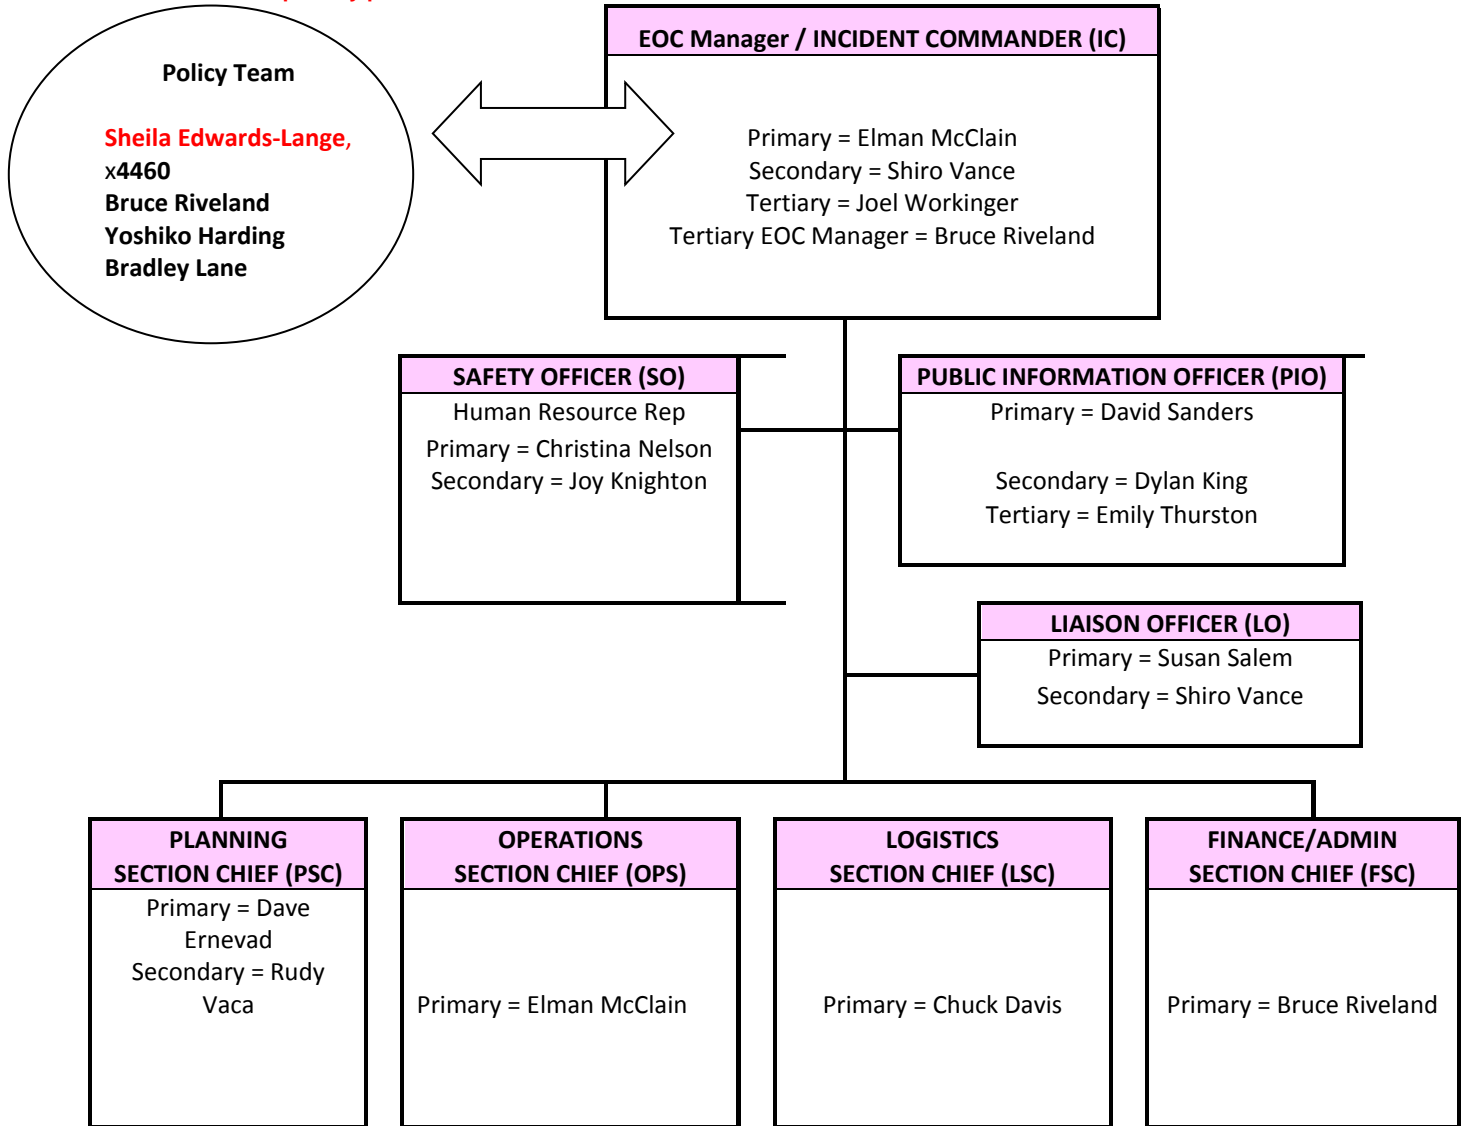 Policy Team
Sheila Edwards-Lange,
x4460
Bruce Riveland
Yoshiko Harding
Bradley Lane
EOC Manager / INCIDENT COMMANDER (IC)
Primary = Elman McClain
Secondary = Shiro Vance
Tertiary = Joel Workinger
Tertiary EOC Manager = Bruce Riveland
SAFETY OFFICER (SO)
Human Resource Rep
Primary = Christina Nelson
Secondary = Joy Knighton
PUBLIC INFORMATION OFFICER (PIO)
Primary = David Sanders
Secondary = Dylan King
Tertiary = Emily Thurston
LIAISON OFFICER (LO)
Primary = Susan Salem
Secondary = Shiro Vance
PLANNING
SECTION CHIEF (PSC)
Primary = Dave
Ernevad
Secondary = Rudy
Vaca
OPERATIONS
SECTION CHIEF (OPS)
Primary = Elman McClain
LOGISTICS
SECTION CHIEF (LSC)
Primary = Chuck Davis
FINANCE/ADMIN
SECTION CHIEF (FSC)
Primary = Bruce Riveland